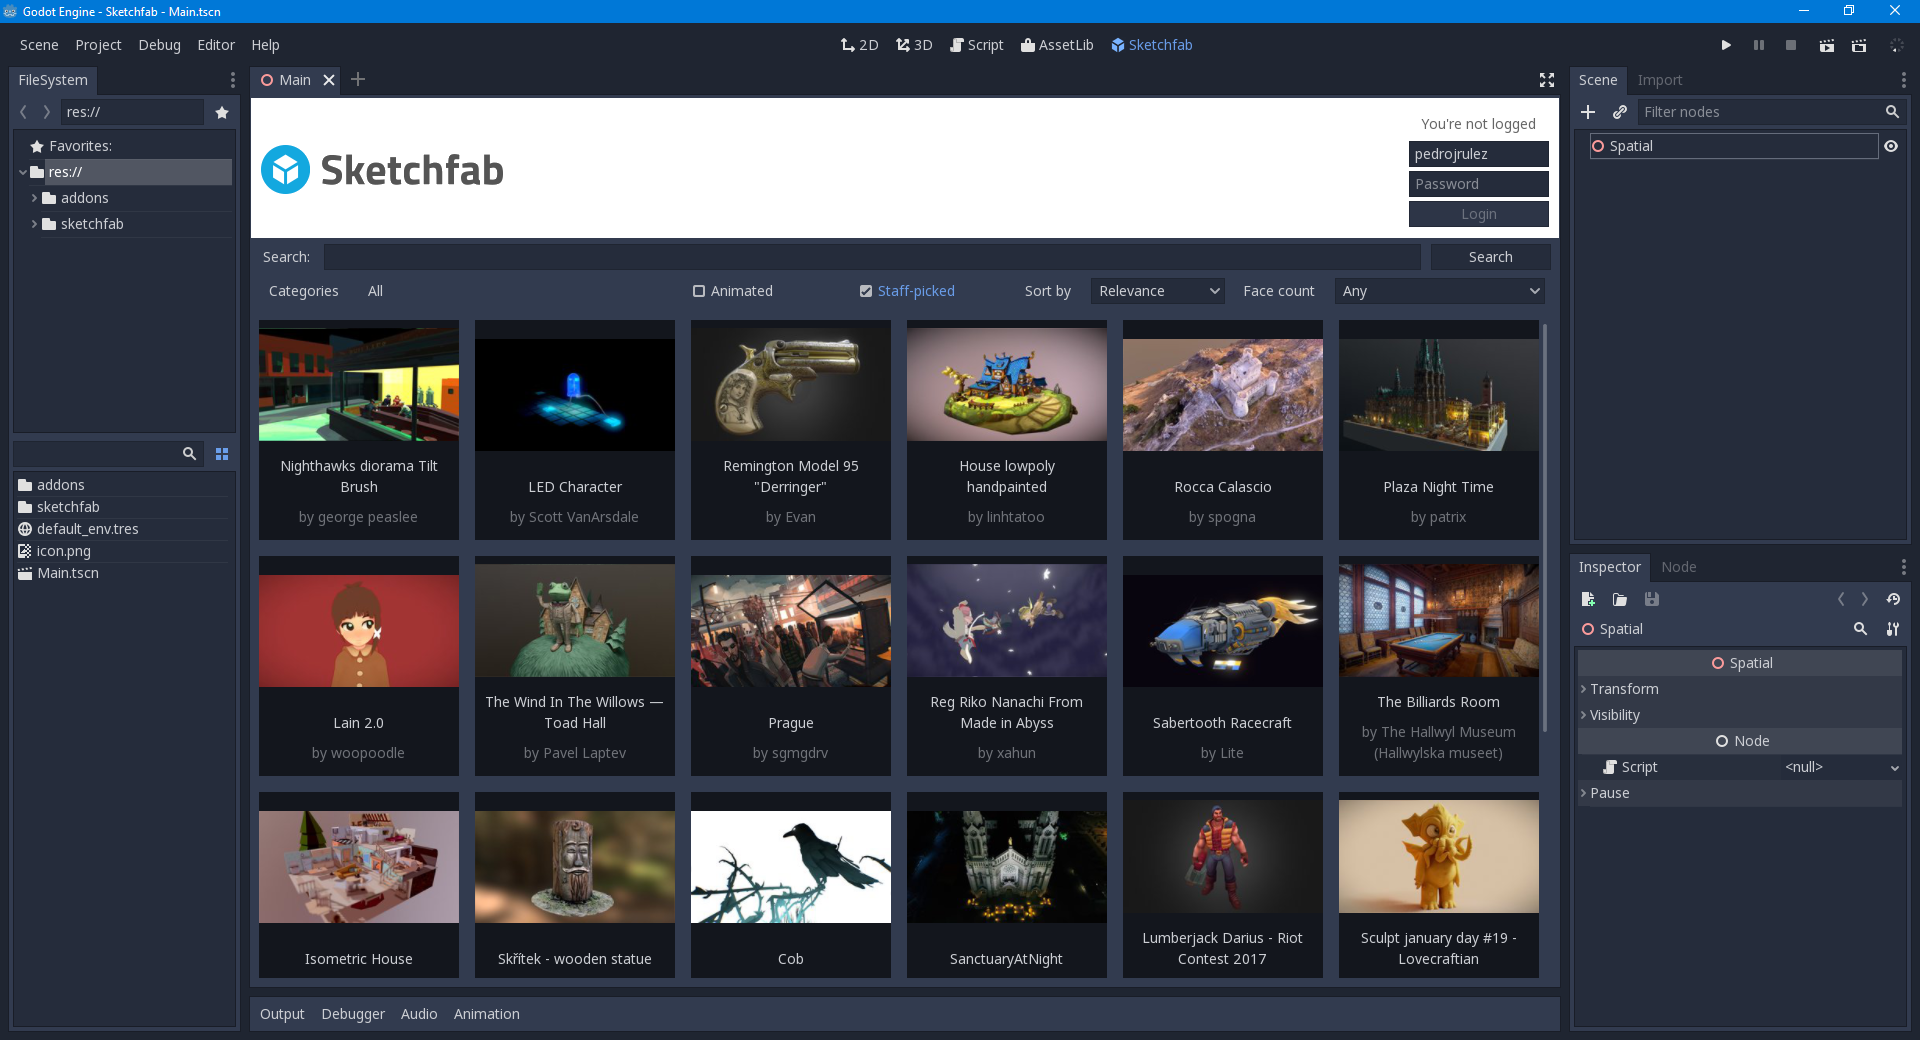 Godot Engine - Sketchfab - Main.tscn
Scene Project Debug Editor Help
2D 3D Script AssetLib Sketchfab
FileSystem
res://
Favorites:
res://
addons
sketchfab
addons
sketchfab
default_env.tres
icon.png
Main.tscn
Main
Sketchfab
You're not logged
pedrojrulez
Password
Login
Search:
Search
Categories All Animated Staff-picked Sort by Relevance Face count Any
Nighthawks diorama Tilt
Brush
by george peaslee
LED Character
by Scott VanArsdale
Remington Model 95
"Derringer"
by Evan
House lowpoly
handpainted
by linhtatoo
Rocca Calascio
by spogna
Plaza Night Time
by patrix
Lain 2.0
by woopoodle
The Wind In The Willows —
Toad Hall
by Pavel Laptev
Prague
by sgmgdrv
Reg Riko Nanachi From
Made in Abyss
by xahun
Sabertooth Racecraft
by Lite
The Billiards Room
by The Hallwyl Museum
(Hallwylska museet)
Isometric House
Skřítek - wooden statue
Cob
SanctuaryAtNight
Lumberjack Darius - Riot
Contest 2017
Sculpt january day #19 -
Lovecraftian
Output Debugger Audio Animation
Scene Import
Filter nodes
Spatial
Inspector Node
Spatial
Spatial
Transform
Visibility
Node
Script <null>
Pause